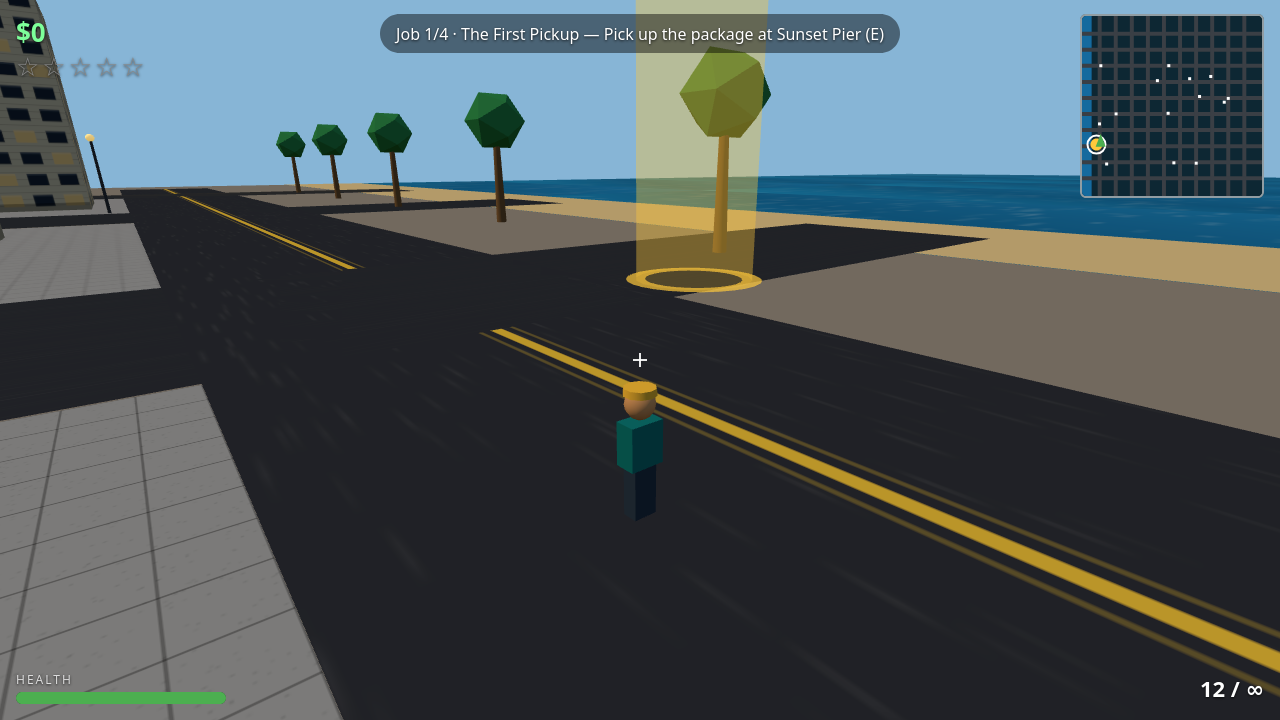 $0
Job 1/4 · The First Pickup — Pick up the package at Sunset Pier (E)
HEALTH
12 / ∞